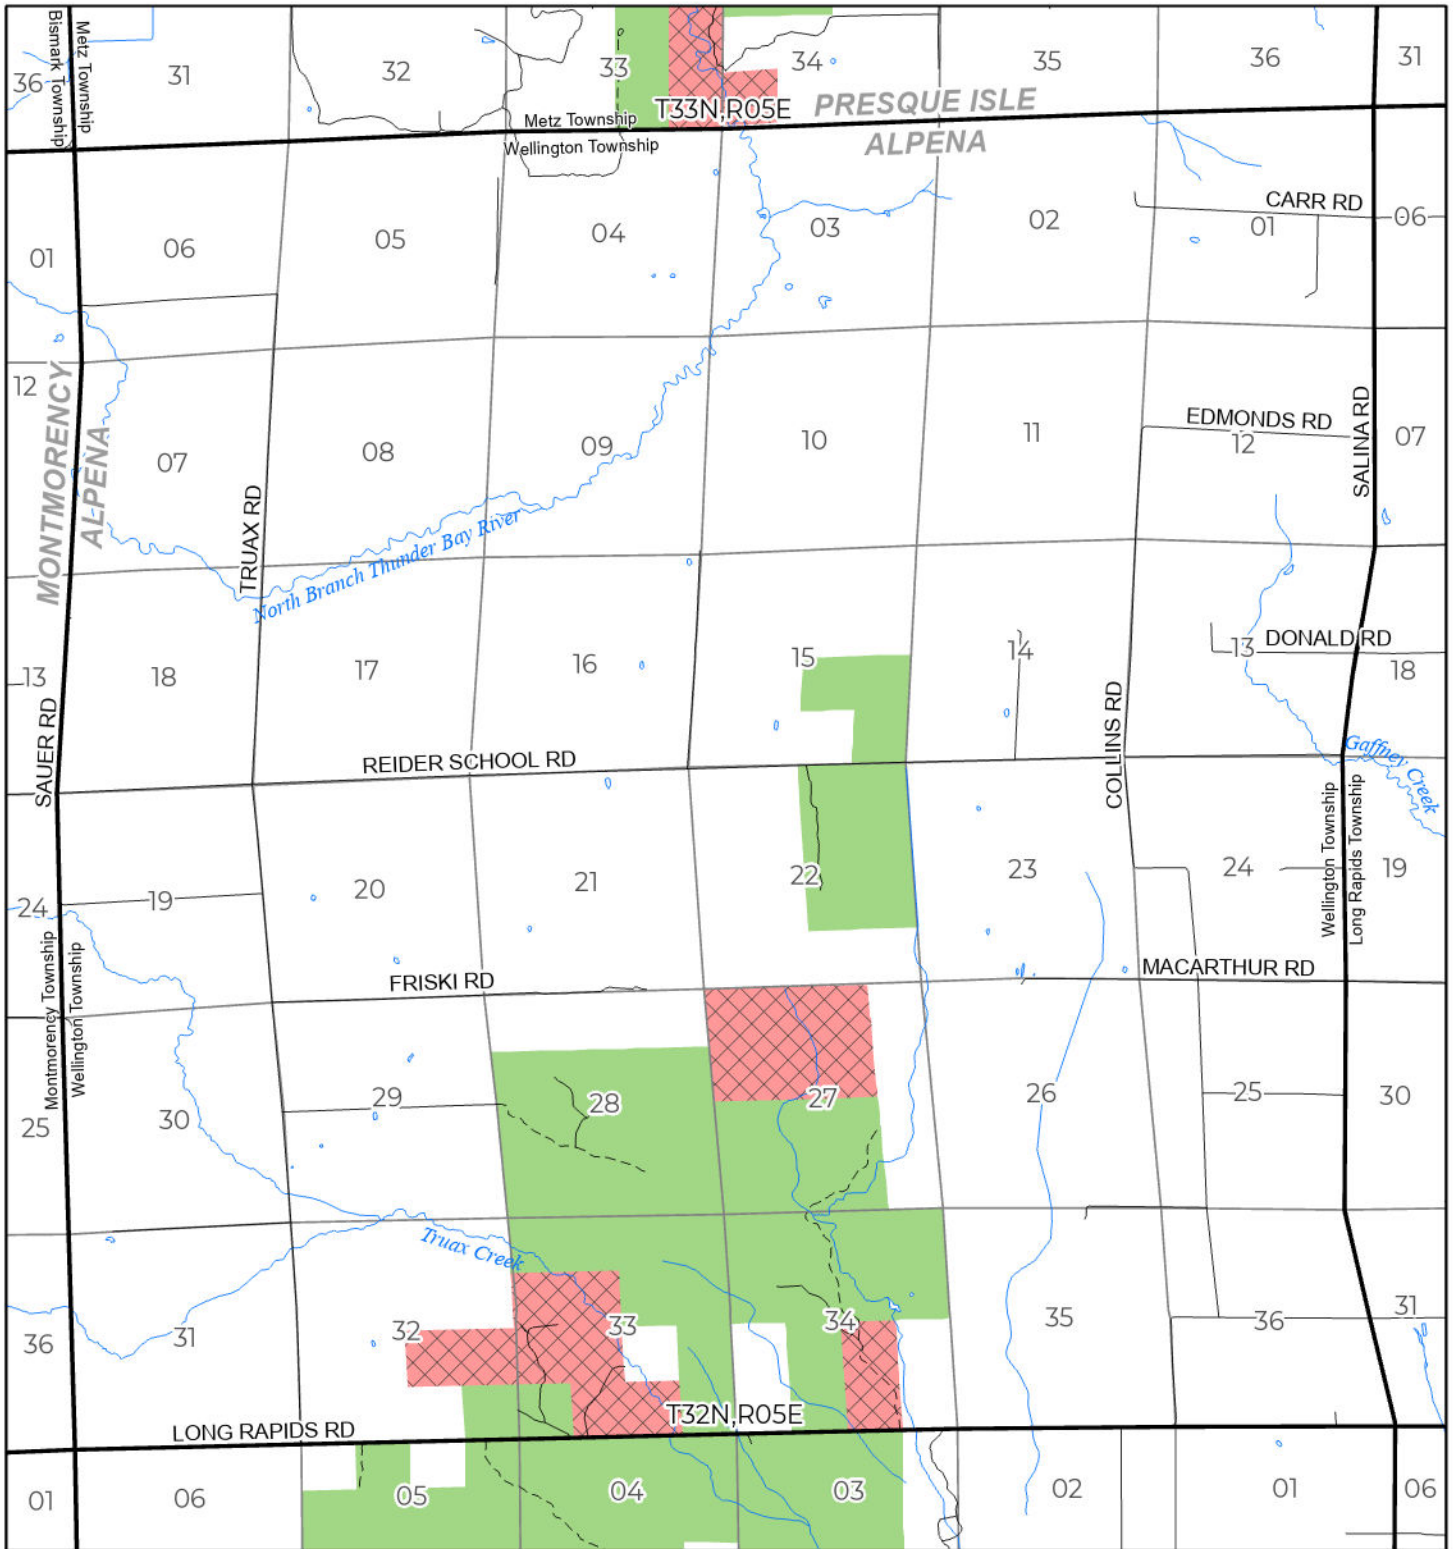 Bismark Township
Metz Township
36
31
32
33
34
35
36
31
T33N,R05E
PRESQUE ISLE
ALPENA
Metz Township
Wellington Township
01
06
05
04
03
02
CARR RD
01
06
MONTMORENCY
ALPENA
12
07
08
09
10
11
EDMONDS RD
12
SALINA RD
07
TRUAX RD
North Branch Thunder Bay River
13
18
17
16
15
14
13
DONALD RD
18
SAUER RD
REIDER SCHOOL RD
COLLINS RD
Gaffney Creek
Wellington Township
Long Rapids Township
24
19
20
21
22
23
24
19
Montmorency Township
Wellington Township
FRISKI RD
MACARTHUR RD
25
30
29
28
27
26
25
30
Truax Creek
36
31
32
33
34
35
36
31
LONG RAPIDS RD
T32N,R05E
01
06
05
04
03
02
01
06